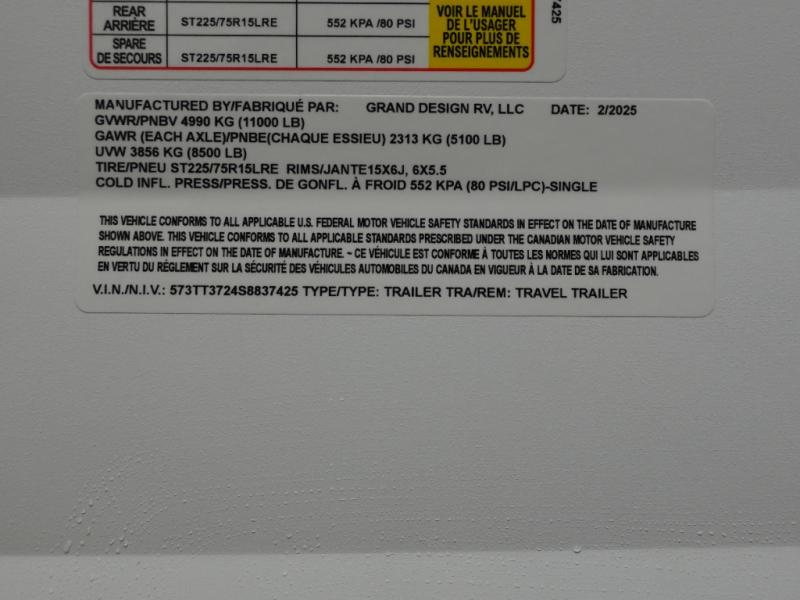 REAR
ARRIÈRE
ST225/75R15LRE
552 KPA /80 PSI
SPARE
DE SECOURS
ST225/75R15LRE
552 KPA /80 PSI
VOIR LE MANUEL
DE L'USAGER
POUR PLUS DE
RENSEIGNEMENTS
7425
MANUFACTURED BY/FABRIQUÉ PAR: GRAND DESIGN RV, LLC DATE: 2/2025
GVWR/PNBV 4990 KG (11000 LB)
GAWR (EACH AXLE)/PNBE(CHAQUE ESSIEU) 2313 KG (5100 LB)
UVW 3856 KG (8500 LB)
TIRE/PNEU ST225/75R15LRE RIMS/JANTE15X6J, 6X5.5
COLD INFL. PRESS/PRESS. DE GONFL. À FROID 552 KPA (80 PSI/LPC)-SINGLE
THIS VEHICLE CONFORMS TO ALL APPLICABLE U.S. FEDERAL MOTOR VEHICLE SAFETY STANDARDS IN EFFECT ON THE DATE OF MANUFACTURE
SHOWN ABOVE. THIS VEHICLE CONFORMS TO ALL APPLICABLE STANDARDS PRESCRIBED UNDER THE CANADIAN MOTOR VEHICLE SAFETY
REGULATIONS IN EFFECT ON THE DATE OF MANUFACTURE. ~ CE VÉHICULE EST CONFORME À TOUTES LES NORMES QUI LUI SONT APPLICABLES
EN VERTU DU RÉGLEMENT SUR LA SÉCURITÉ DES VÉHICULES AUTOMOBILES DU CANADA EN VIGUEUR À LA DATE DE SA FABRICATION.
V.I.N./N.I.V.: 573TT3724S8837425 TYPE/TYPE: TRAILER TRA/REM: TRAVEL TRAILER